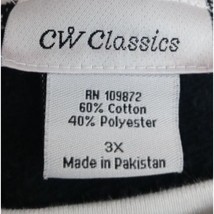 CW Classics
RN 109872
60% Cotton
40% Polyester
3X
Made in Pakistan